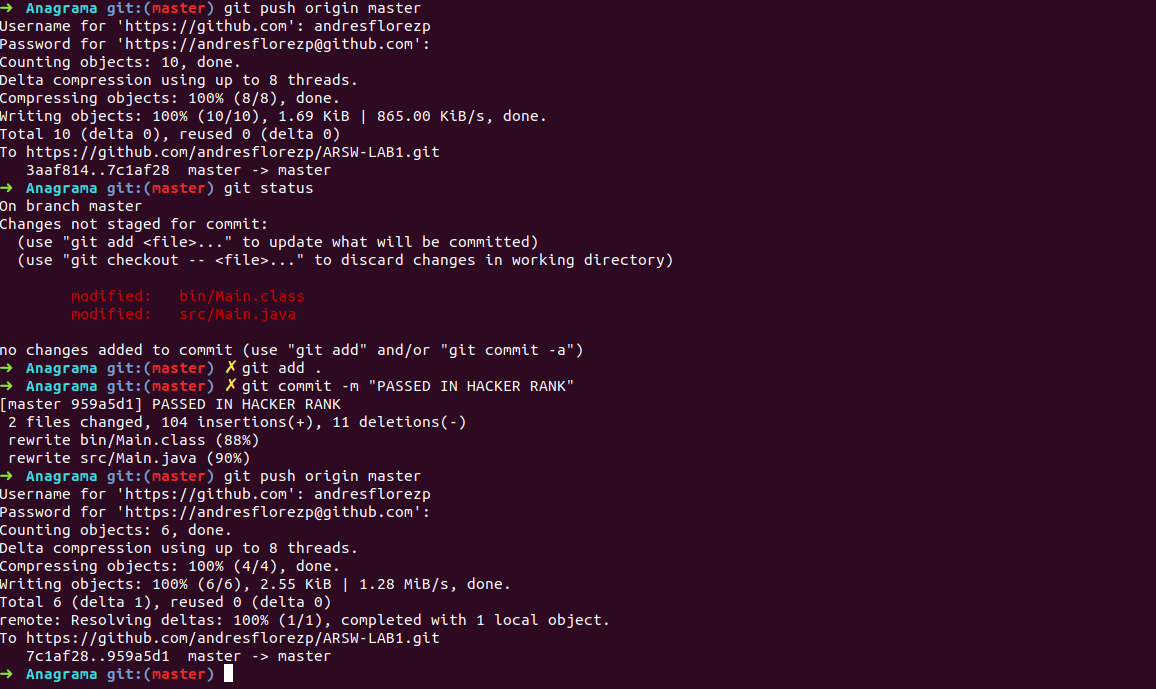 ➜  Anagrama git:(master) git push origin master
Username for 'https://github.com': andresflorezp
Password for 'https://andresflorezp@github.com':
Counting objects: 10, done.
Delta compression using up to 8 threads.
Compressing objects: 100% (8/8), done.
Writing objects: 100% (10/10), 1.69 KiB | 865.00 KiB/s, done.
Total 10 (delta 0), reused 0 (delta 0)
To https://github.com/andresflorezp/ARSW-LAB1.git
   3aaf814..7c1af28  master -> master
➜  Anagrama git:(master) git status
On branch master
Changes not staged for commit:
  (use "git add <file>..." to update what will be committed)
  (use "git checkout -- <file>..." to discard changes in working directory)
        modified:   bin/Main.class
        modified:   src/Main.java
no changes added to commit (use "git add" and/or "git commit -a")
➜  Anagrama git:(master) ✗ git add .
➜  Anagrama git:(master) ✗ git commit -m "PASSED IN HACKER RANK"
[master 959a5d1] PASSED IN HACKER RANK
 2 files changed, 104 insertions(+), 11 deletions(-)
 rewrite bin/Main.class (88%)
 rewrite src/Main.java (90%)
➜  Anagrama git:(master) git push origin master
Username for 'https://github.com': andresflorezp
Password for 'https://andresflorezp@github.com':
Counting objects: 6, done.
Delta compression using up to 8 threads.
Compressing objects: 100% (4/4), done.
Writing objects: 100% (6/6), 2.55 KiB | 1.28 MiB/s, done.
Total 6 (delta 1), reused 0 (delta 0)
remote: Resolving deltas: 100% (1/1), completed with 1 local object.
To https://github.com/andresflorezp/ARSW-LAB1.git
   7c1af28..959a5d1  master -> master
➜  Anagrama git:(master)